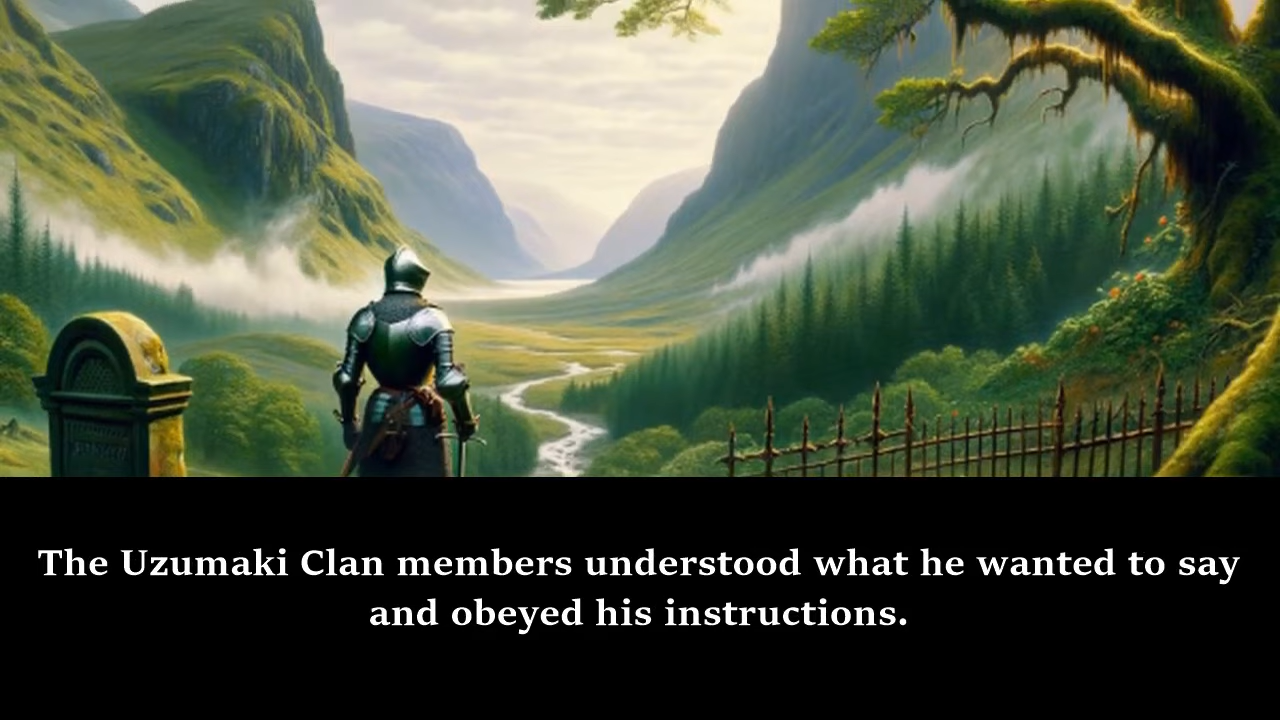 The Uzumaki Clan members understood what he wanted to say
and obeyed his instructions.